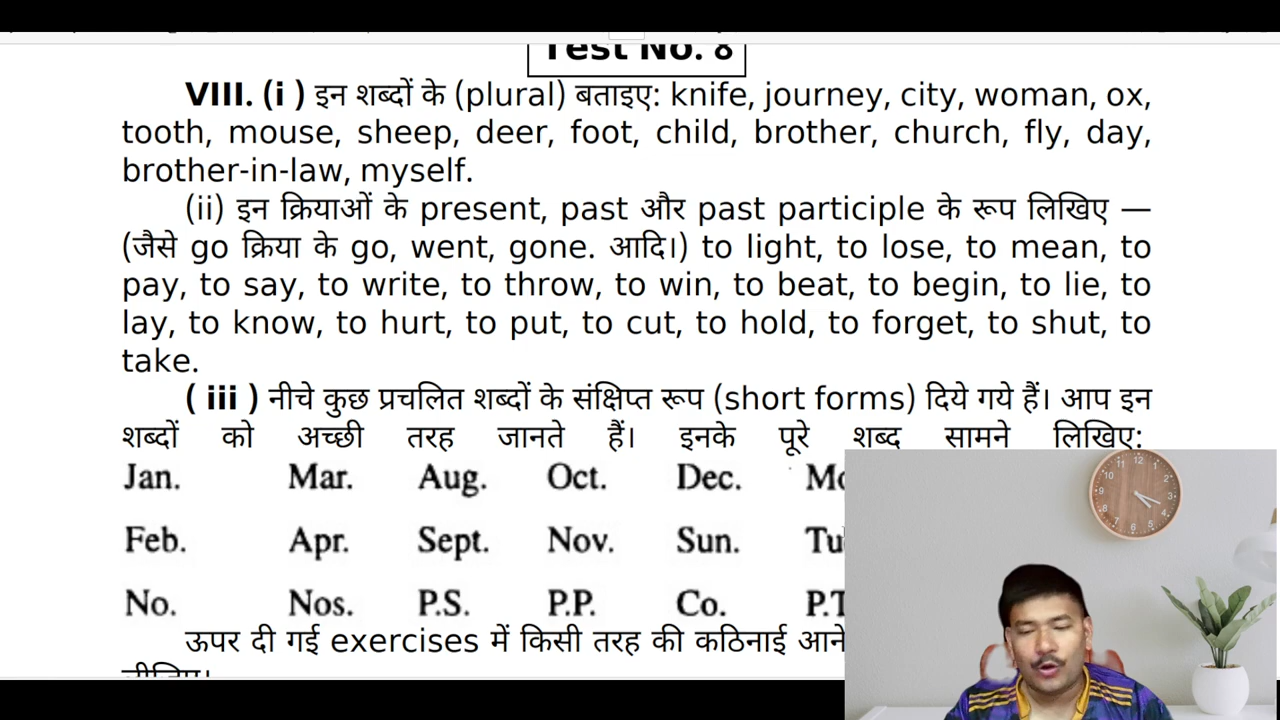 Test No. 8
VIII. (i ) इन शब्दों के (plural) बताइए: knife, journey, city, woman, ox,
tooth, mouse, sheep, deer, foot, child, brother, church, fly, day,
brother-in-law, myself.
(ii) इन क्रियाओं के present, past और past participle के रूप लिखिए —
(जैसे go क्रिया के go, went, gone. आदि।) to light, to lose, to mean, to
pay, to say, to write, to throw, to win, to beat, to begin, to lie, to
lay, to know, to hurt, to put, to cut, to hold, to forget, to shut, to
take.
( iii ) नीचे कुछ प्रचलित शब्दों के संक्षिप्त रूप (short forms) दिये गये हैं। आप इन
शब्दों को अच्छी तरह जानते हैं। इनके पूरे शब्द सामने लिखिए:
Jan. Mar. Aug. Oct. Dec.
Feb. Apr. Sept. Nov. Sun.
No. Nos. P.S. P.P. Co.
ऊपर दी गई exercises में किसी तरह की कठिनाई आने